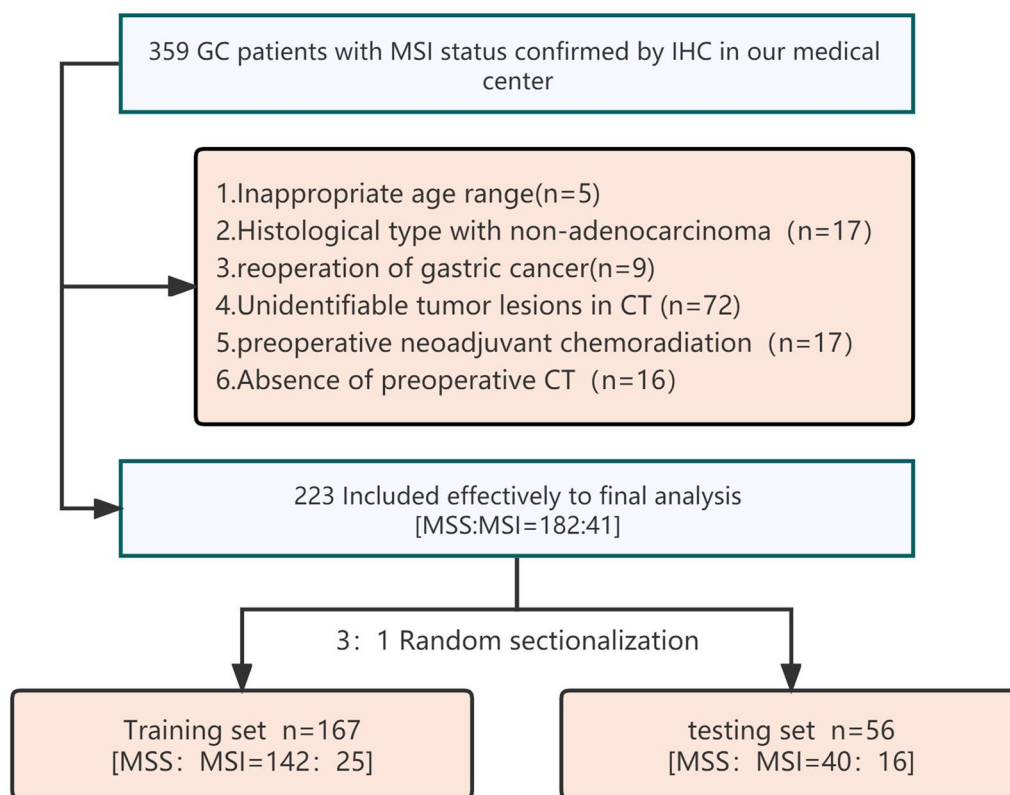 359 GC patients with MSI status confirmed by IHC in our medical
center
1.Inappropriate age range(n=5)
2.Histological type with non-adenocarcinoma（n=17）
3.reoperation of gastric cancer(n=9)
4.Unidentifiable tumor lesions in CT (n=72)
5.preoperative neoadjuvant chemoradiation（n=17）
6.Absence of preoperative CT（n=16）
223 Included effectively to final analysis
[MSS:MSI=182:41]
3：1 Random sectionalization
Training set n=167
[MSS：MSI=142：25]
testing set n=56
[MSS：MSI=40：16]